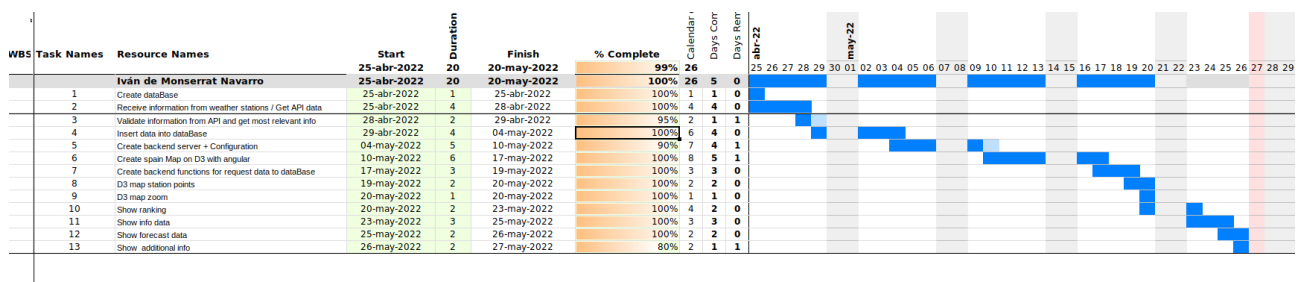 WBS Task Names Resource Names Start Duration Finish % Complete Calendar Days Com Days Rem abr-22 may-22
25-abr-2022 20 20-may-2022 99% 26 25 26 27 28 29 30 01 02 03 04 05 06 07 08 09 10 11 12 13 14 15 16 17 18 19 20 21 22 23 24 25 26 27 28 29
Iván de Monserrat Navarro 25-abr-2022 20 20-may-2022 100% 26 5 0
1 Create dataBase 25-abr-2022 1 25-abr-2022 100% 1 1 0
2 Receive information from weather stations / Get API data 25-abr-2022 4 28-abr-2022 100% 4 4 0
3 Validate information from API and get most relevant info 28-abr-2022 2 29-abr-2022 95% 2 1 1
4 Insert data into dataBase 29-abr-2022 4 04-may-2022 100% 6 4 0
5 Create backend server + Configuration 04-may-2022 5 10-may-2022 90% 7 4 1
6 Create spain Map on D3 with angular 10-may-2022 6 17-may-2022 100% 8 5 1
7 Create backend functions for request data to dataBase 17-may-2022 3 19-may-2022 100% 3 3 0
8 D3 map station points 19-may-2022 2 20-may-2022 100% 2 2 0
9 D3 map zoom 20-may-2022 1 20-may-2022 100% 1 1 0
10 Show ranking 20-may-2022 2 23-may-2022 100% 4 2 0
11 Show info data 23-may-2022 3 25-may-2022 100% 3 3 0
12 Show forecast data 25-may-2022 2 26-may-2022 100% 2 2 0
13 Show additional info 26-may-2022 2 27-may-2022 80% 2 1 1